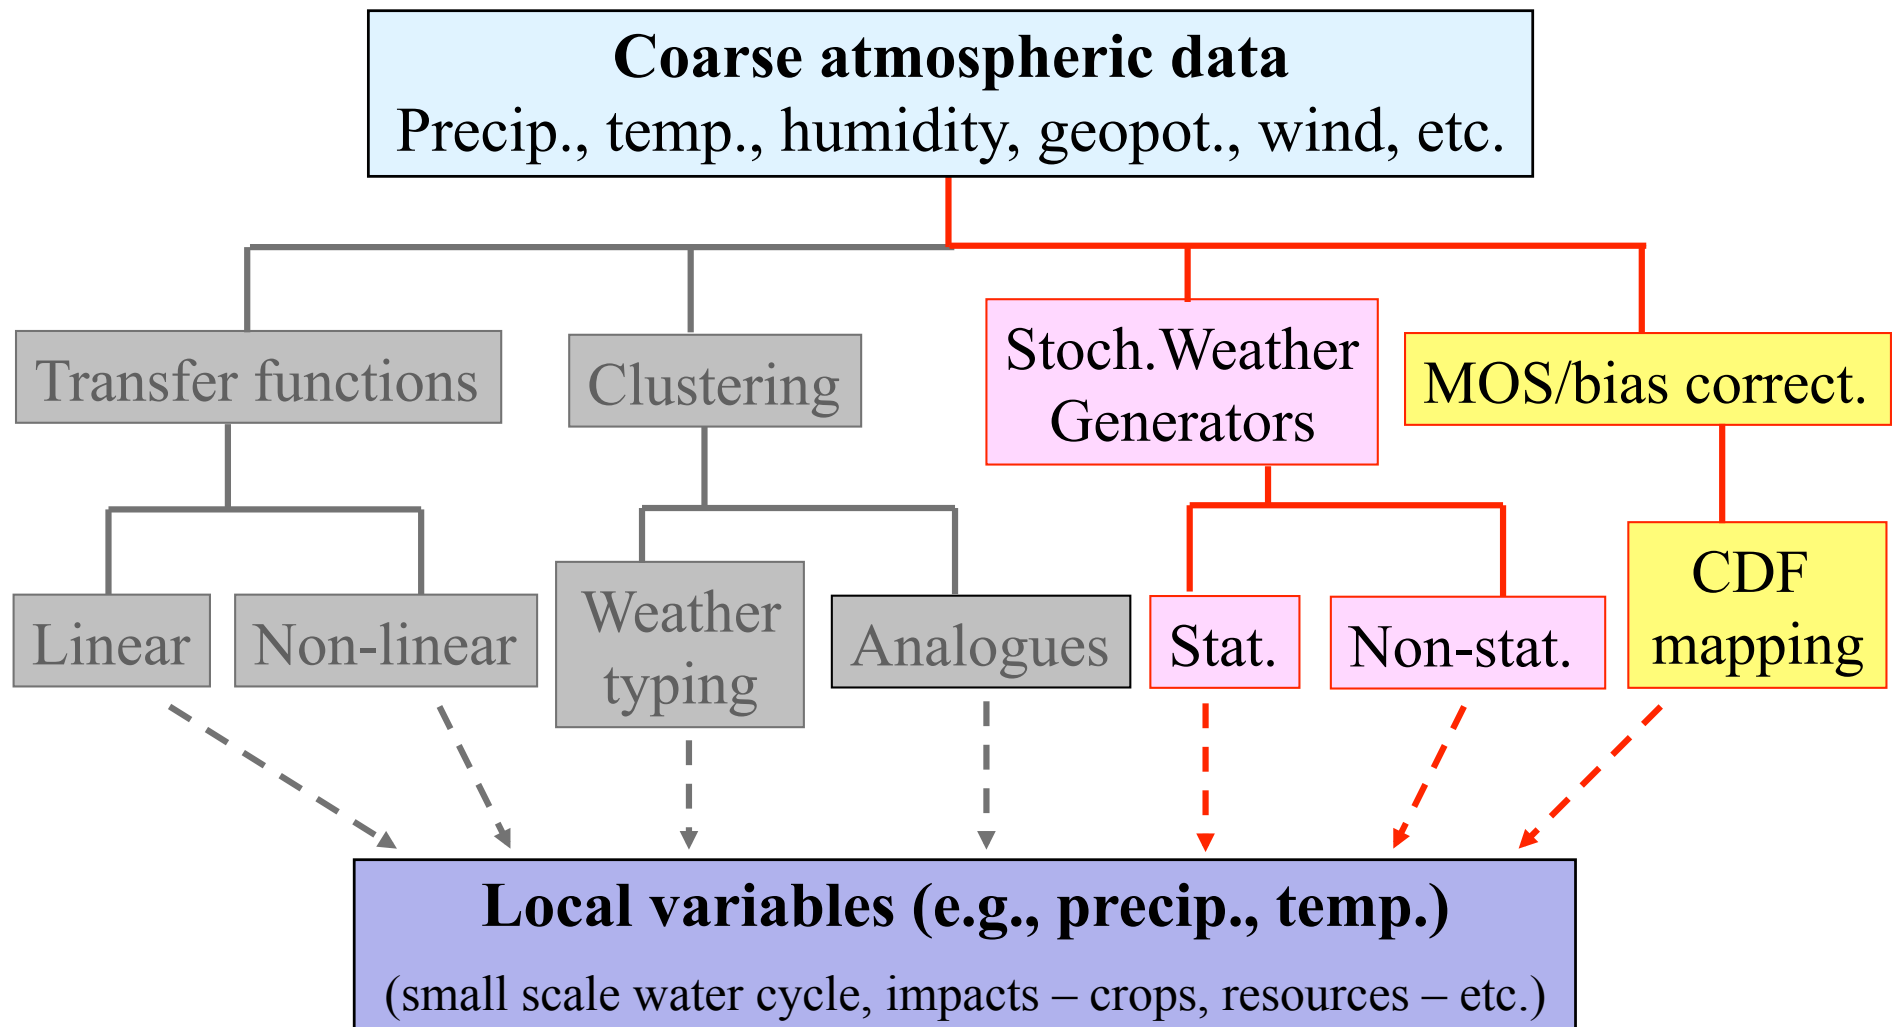 Coarse atmospheric data
Precip., temp., humidity, geopot., wind, etc.
Transfer functions
Clustering
Stoch.Weather
Generators
MOS/bias correct.
Linear
Non-linear
Weather
typing
Analogues
Stat.
Non-stat.
CDF
mapping
Local variables (e.g., precip., temp.)
(small scale water cycle, impacts – crops, resources – etc.)